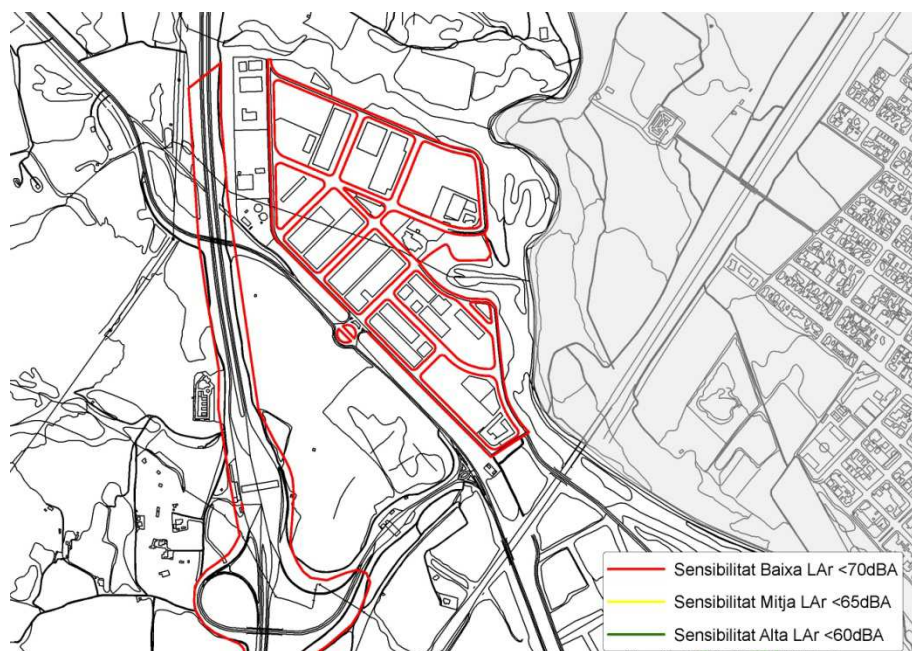 Sensibilitat Baixa LAr <70dBA
Sensibilitat Mitja LAr <65dBA
Sensibilitat Alta LAr <60dBA